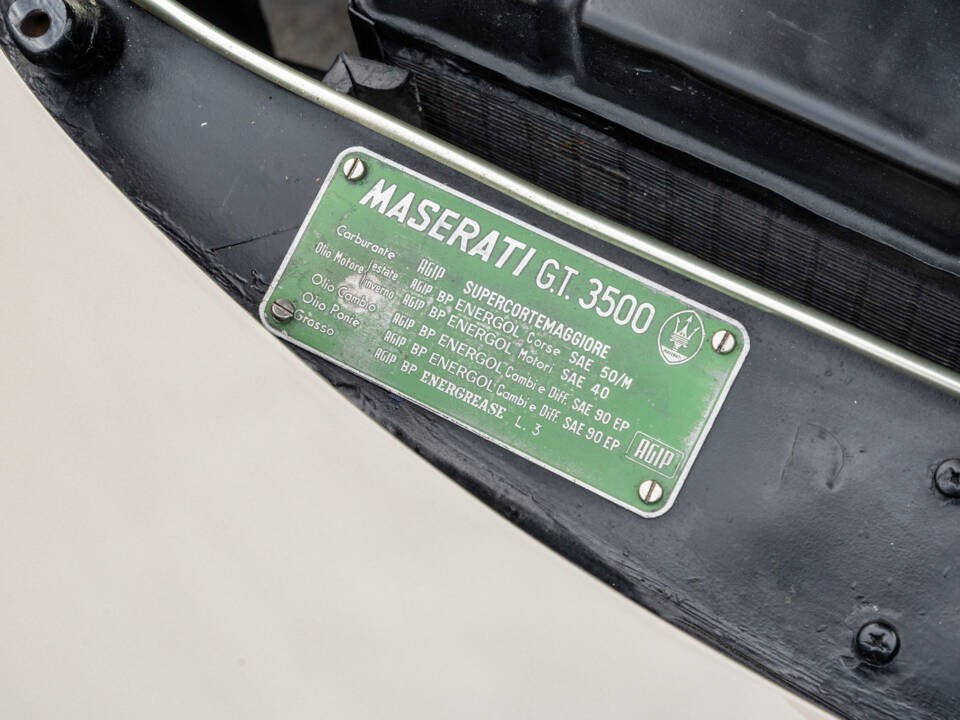 MASERATI G.T. 3500
Carburante AGIP SUPERCORTEMAGGIORE
Olio Motore estate AGIP BP ENERGOL Corse SAE 50/M
inverno AGIP BP ENERGOL Motori SAE 40
Olio Cambio AGIP BP ENERGOL Cambi e Diff. SAE 90 EP
Olio Ponte AGIP BP ENERGOL Cambi e Diff. SAE 90 EP
Grasso AGIP BP ENERGREASE L. 3
AGIP